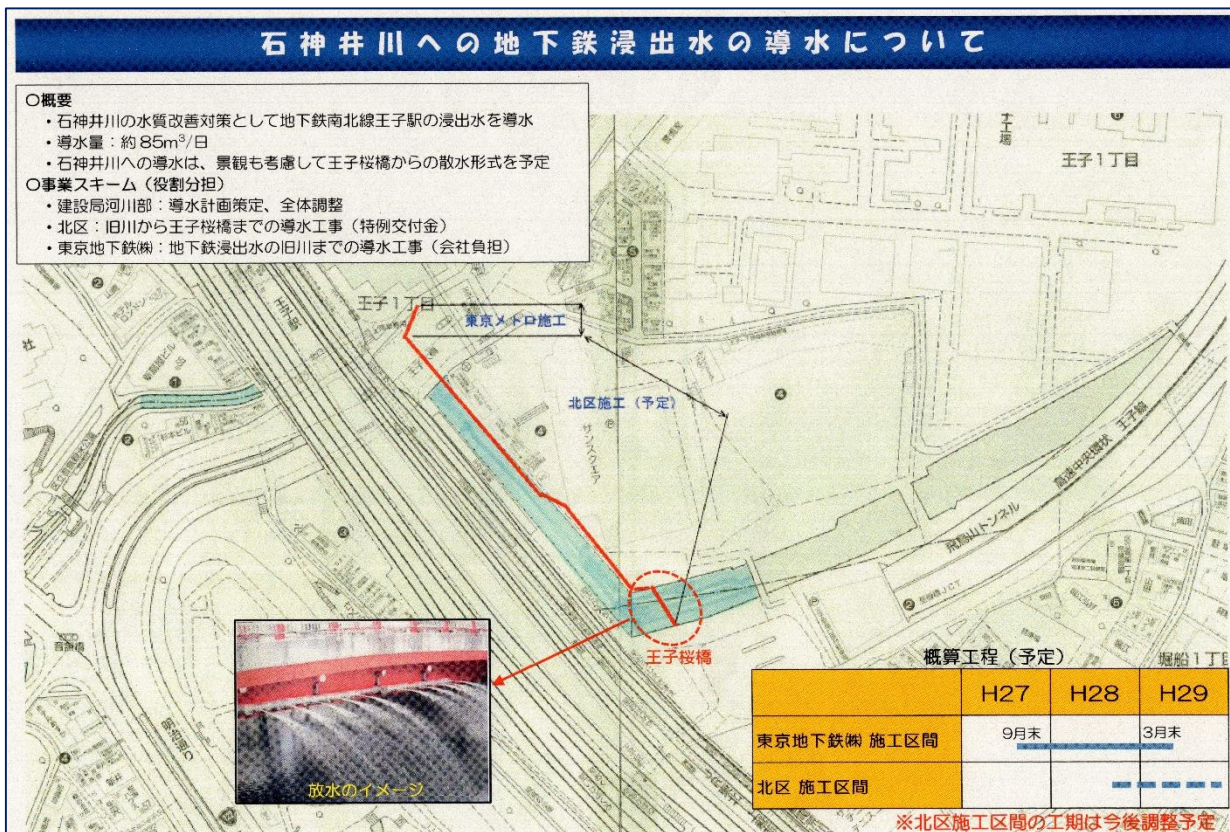 石神井川への地下鉄浸出水の導水について
〇概要
・石神井川の水質改善対策として地下鉄南北線王子駅の浸出水を導水
・導水量：約85m³/日
・石神井川への導水は、景観も考慮して王子桜橋からの散水形式を予定
〇事業スキーム（役割分担）
・建設局河川部：導水計画策定、全体調整
・北区：旧川から王子桜橋までの導水工事（特例交付金）
・東京地下鉄㈱：地下鉄浸出水の旧川までの導水工事（会社負担）
王子1丁目
王子1丁目
東京メトロ施工
北区施工（予定）
サンスクェア
高速中央環状 王子線
飛鳥山トンネル
王子桜橋
放水のイメージ
堀船1丁目
概算工程（予定）
H27 H28 H29
東京地下鉄㈱ 施工区間 9月末 3月末
北区 施工区間
※北区施工区間の工期は今後調整予定